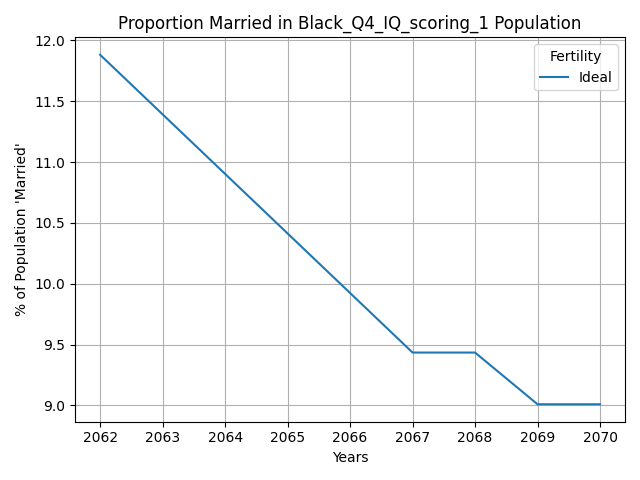 Proportion Married in Black_Q4_IQ_scoring_1 Population
12.0
11.5
11.0
10.5
10.0
9.5
9.0
% of Population 'Married'
Fertility
Ideal
2062 2063 2064 2065 2066 2067 2068 2069 2070
Years